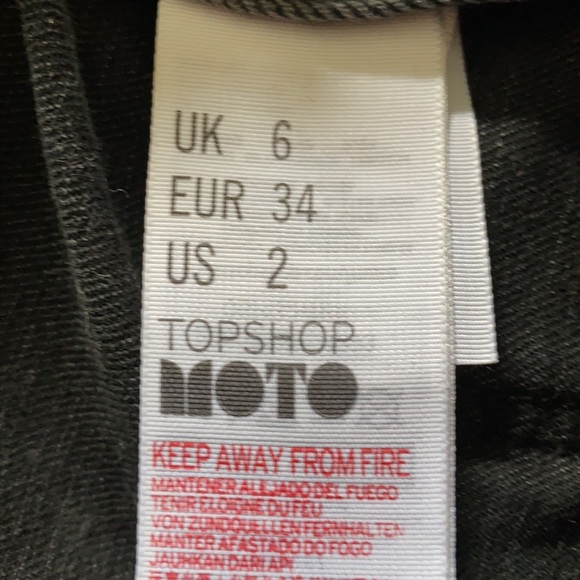 UK 6
EUR 34
US 2
TOPSHOP
MOTO
KEEP AWAY FROM FIRE
MANTENER ALEJADO DEL FUEGO
TENIR ELOIGNE DU FEU
VON ZÜNDQUELLEN FERNHALTEN
MANTER AFASTADO DO FOGO
JAUHKAN DARI API